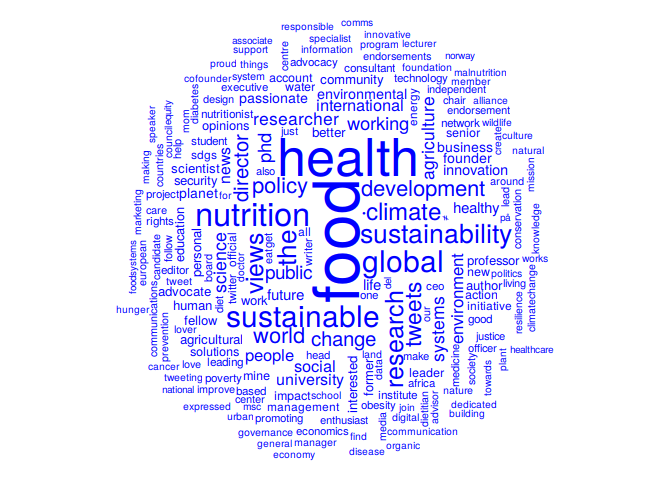 responsible comms
associate specialist innovative
support centre information program lecturer
proud things advocacy endorsements norway
cofounder system account consultant foundation malnutrition
executive water community technology member
design passionate environmental independent
diabetes nutritionist international energy chair alliance
mom opinions researcher working endorsement
speaker council equity help student just better agriculture network wildlife
countries sdgs news director phd senior create culture
making scientist also health business natural
security founder innovation
project planet for policy development around mission
marketing care nutrition food climate healthy lead
rights education personal science views the all sustainability på conservation knowledge
foodsystems european candidate follow board official doctor eat get writer
editor public global professor works
tweet twitter diet life new politics
communications advocate work future one del ceo author living
human research tweets our systems environment action initiative resilience climatechange
hunger fellow sustainable good
prevention lover world change justice
agricultural
solutions people head land make medicine officer plant healthcare
cancer love leading social former data leader society towards
tweeting poverty mine university interested africa nature
national improve based impact school institute dietitian advisor
expressed msc center management obesity join dedicated
urban promoting enthusiast media digital building
governance economics find communication
general manager organic
economy disease